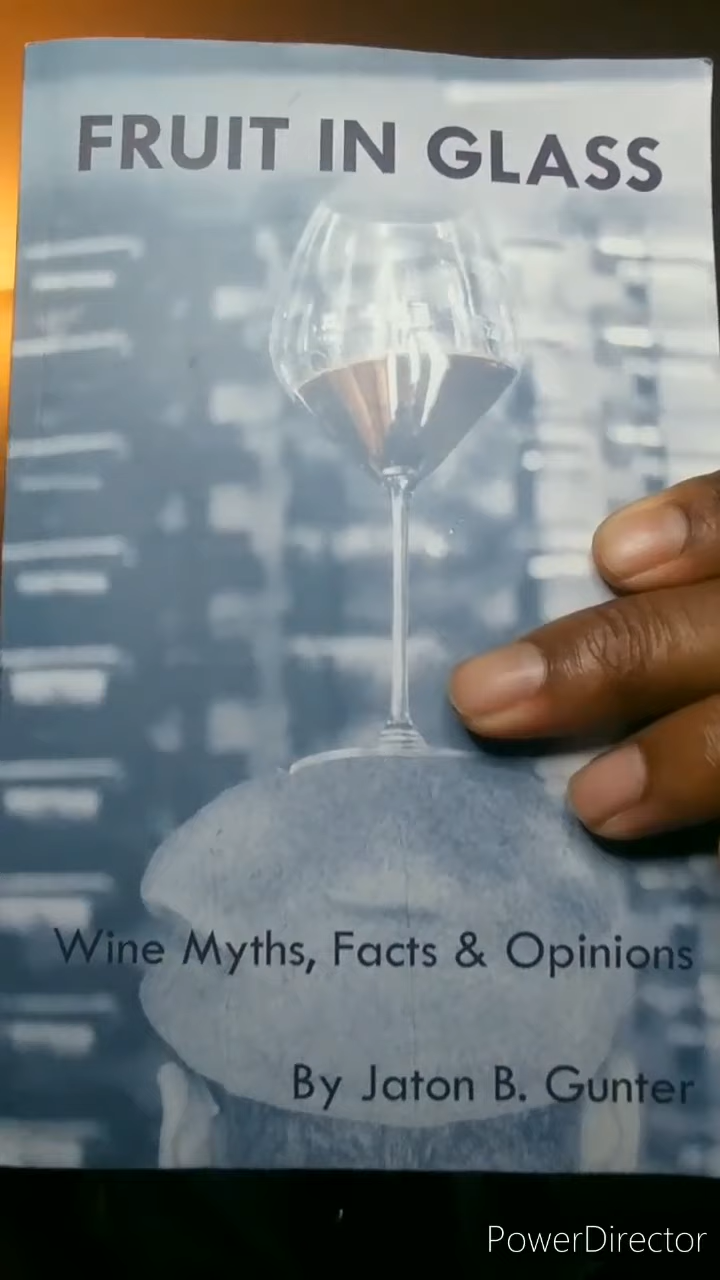 FRUIT IN GLASS
Wine Myths, Facts & Opinions
By Jaton B. Gunter
PowerDirector